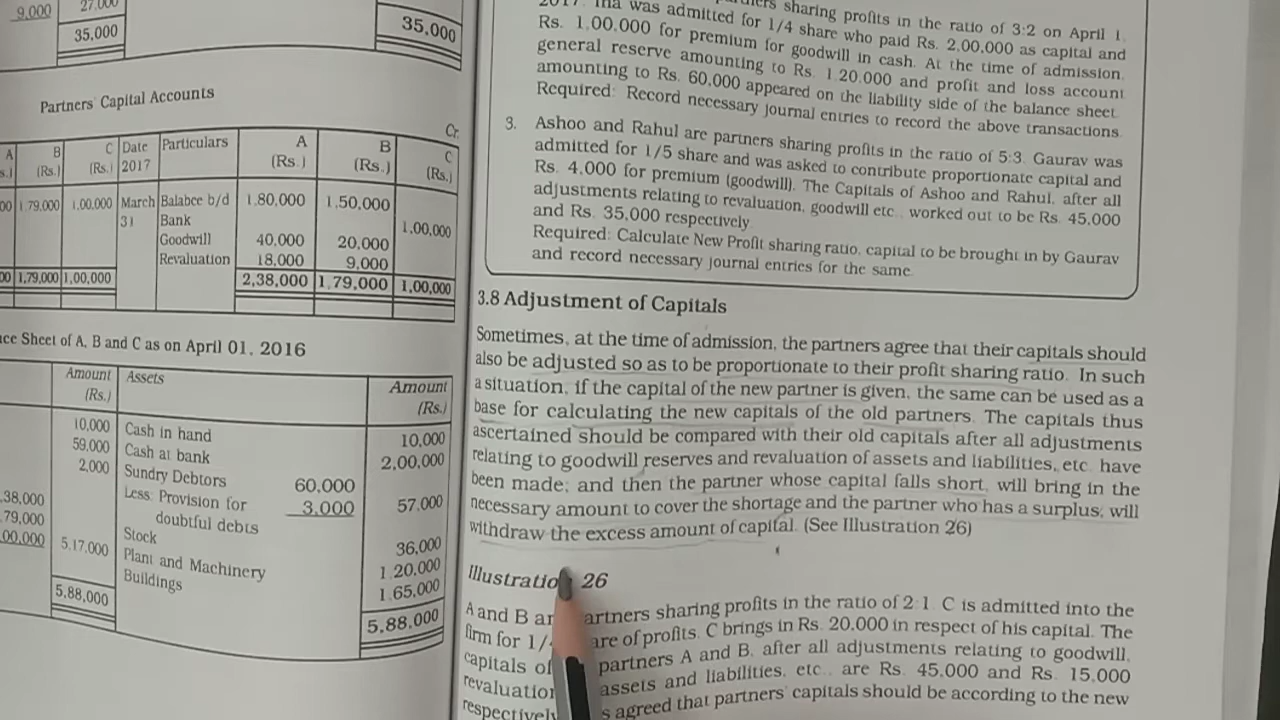 9,000 27,000
35,000
35,000
Partners' Capital Accounts
Cr.
A B C Date Particulars A B C
(Rs.) (Rs.) 2017 (Rs.) (Rs.) (Rs.)
1,79,000 1,00,000 March Balabce b/d 1,80,000 1,50,000
31 Bank 1,00,000
Goodwill 40,000 20,000
Revaluation 18,000 9,000
1,79,000 1,00,000 2,38,000 1,79,000 1,00,000
Sheet of A, B and C as on April 01, 2016
Amount Assets Amount
(Rs.) (Rs.)
10,000 Cash in hand 10,000
59,000 Cash at bank 2,00,000
2,000 Sundry Debtors 60,000
38,000 Less: Provision for 3,000 57,000
79,000 doubtful debts
00,000 5,17,000 Stock 36,000
Plant and Machinery 1,20,000
Buildings 1,65,000
5,88,000 5,88,000
sharing profits in the ratio of 3:2 on April 1,
was admitted for 1/4 share who paid Rs. 2,00,000 as capital and
Rs. 1,00,000 for premium for goodwill in cash. At the time of admission,
general reserve amounting to Rs. 1,20,000 and profit and loss account
amounting to Rs. 60,000 appeared on the liability side of the balance sheet.
Required: Record necessary journal entries to record the above transactions.
3. Ashoo and Rahul are partners sharing profits in the ratio of 5:3. Gaurav was
admitted for 1/5 share and was asked to contribute proportionate capital and
Rs. 4,000 for premium (goodwill). The Capitals of Ashoo and Rahul, after all
adjustments relating to revaluation, goodwill etc., worked out to be Rs. 45,000
and Rs. 35,000 respectively.
Required: Calculate New Profit sharing ratio, capital to be brought in by Gaurav
and record necessary journal entries for the same.
3.8 Adjustment of Capitals
Sometimes, at the time of admission, the partners agree that their capitals should
also be adjusted so as to be proportionate to their profit sharing ratio. In such
a situation, if the capital of the new partner is given, the same can be used as a
base for calculating the new capitals of the old partners. The capitals thus
ascertained should be compared with their old capitals after all adjustments
relating to goodwill reserves and revaluation of assets and liabilities, etc. have
been made; and then the partner whose capital falls short, will bring in the
necessary amount to cover the shortage and the partner who has a surplus, will
withdraw the excess amount of capital. (See Illustration 26)
Illustration 26
A and B partners sharing profits in the ratio of 2:1. C is admitted into the
firm for of profits. C brings in Rs. 20,000 in respect of his capital. The
capitals partners A and B, after all adjustments relating to goodwill,
revaluation assets and liabilities, etc., are Rs. 45,000 and Rs. 15,000
respectively agreed that partners' capitals should be according to the new